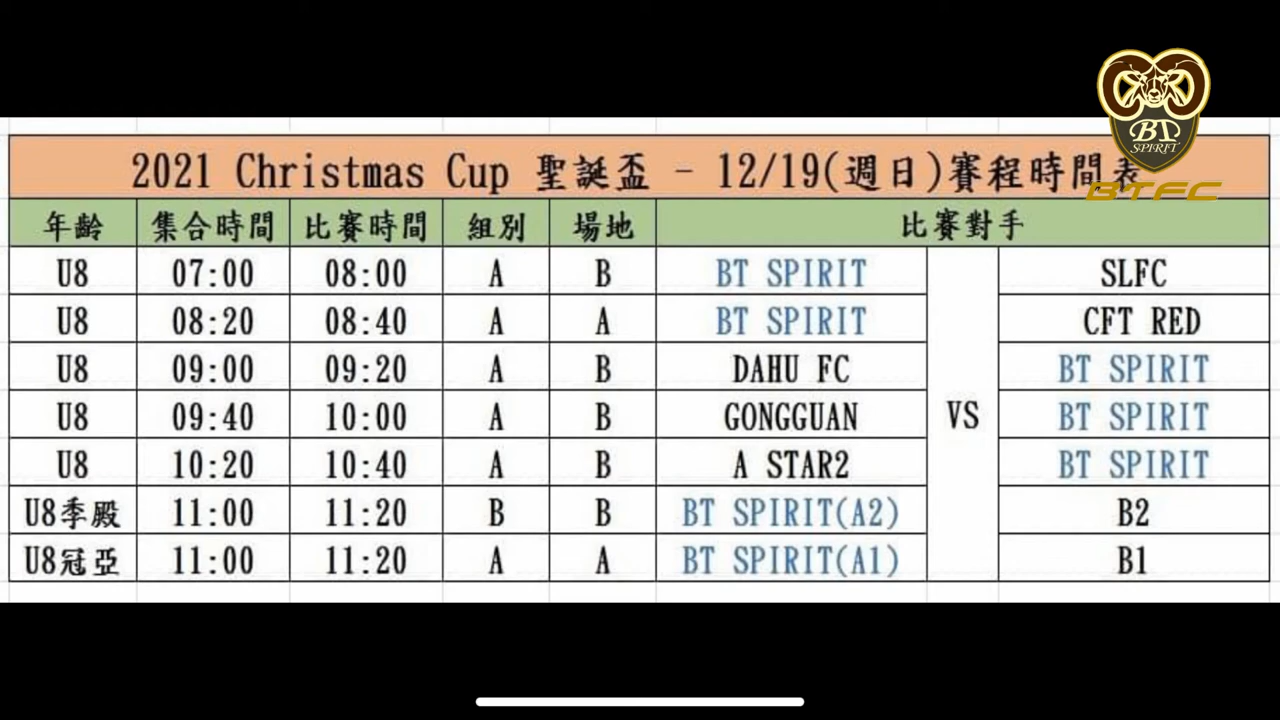 BT
SPIRIT
BTFC
2021 Christmas Cup 聖誕盃 - 12/19(週日)賽程時間表
年齡 集合時間 比賽時間 組別 場地 比賽對手
U8 07:00 08:00 A B BT SPIRIT SLFC
U8 08:20 08:40 A A BT SPIRIT CFT RED
U8 09:00 09:20 A B DAHU FC BT SPIRIT
U8 09:40 10:00 A B GONGGUAN VS BT SPIRIT
U8 10:20 10:40 A B A STAR2 BT SPIRIT
U8季殿 11:00 11:20 B B BT SPIRIT(A2) B2
U8冠亞 11:00 11:20 A A BT SPIRIT(A1) B1